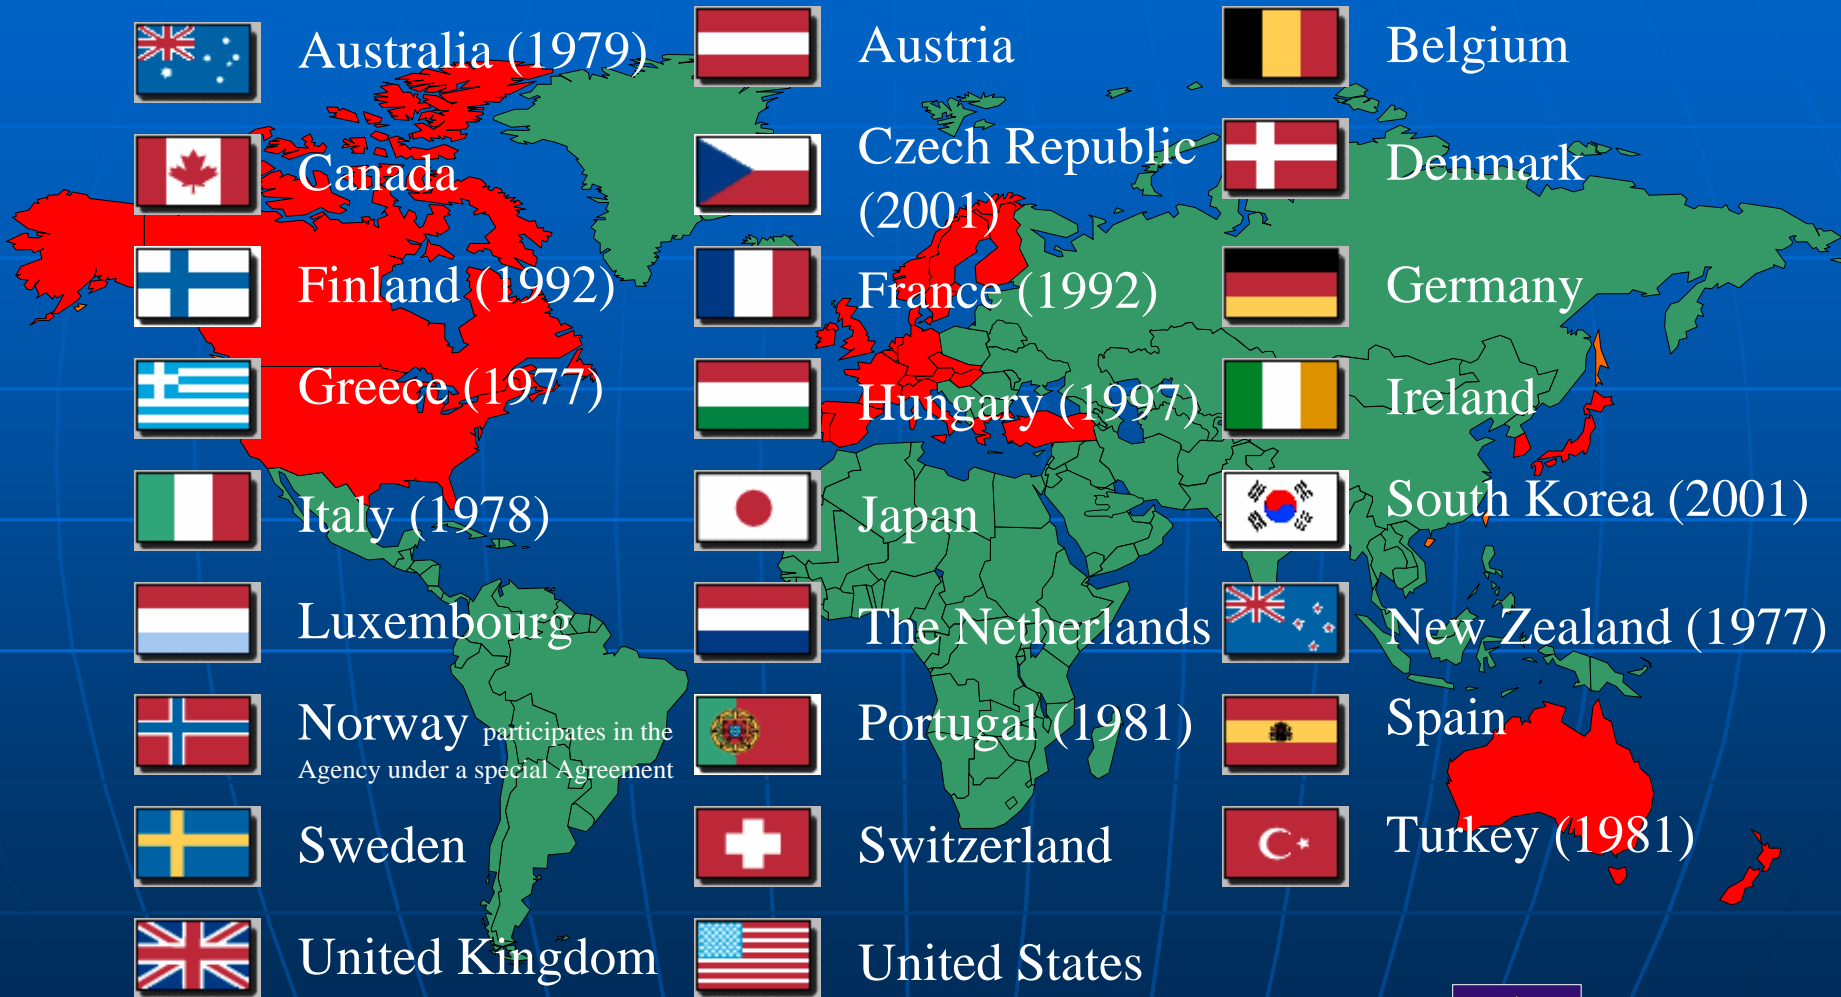 Australia (1979)
Austria
Belgium
Canada
Czech Republic
(2001)
Denmark
Finland (1992)
France (1992)
Germany
Greece (1977)
Hungary (1997)
Ireland
Italy (1978)
Japan
South Korea (2001)
Luxembourg
The Netherlands
New Zealand (1977)
Norway participates in the
Agency under a special Agreement
Portugal (1981)
Spain
Sweden
Switzerland
Turkey (1981)
United Kingdom
United States